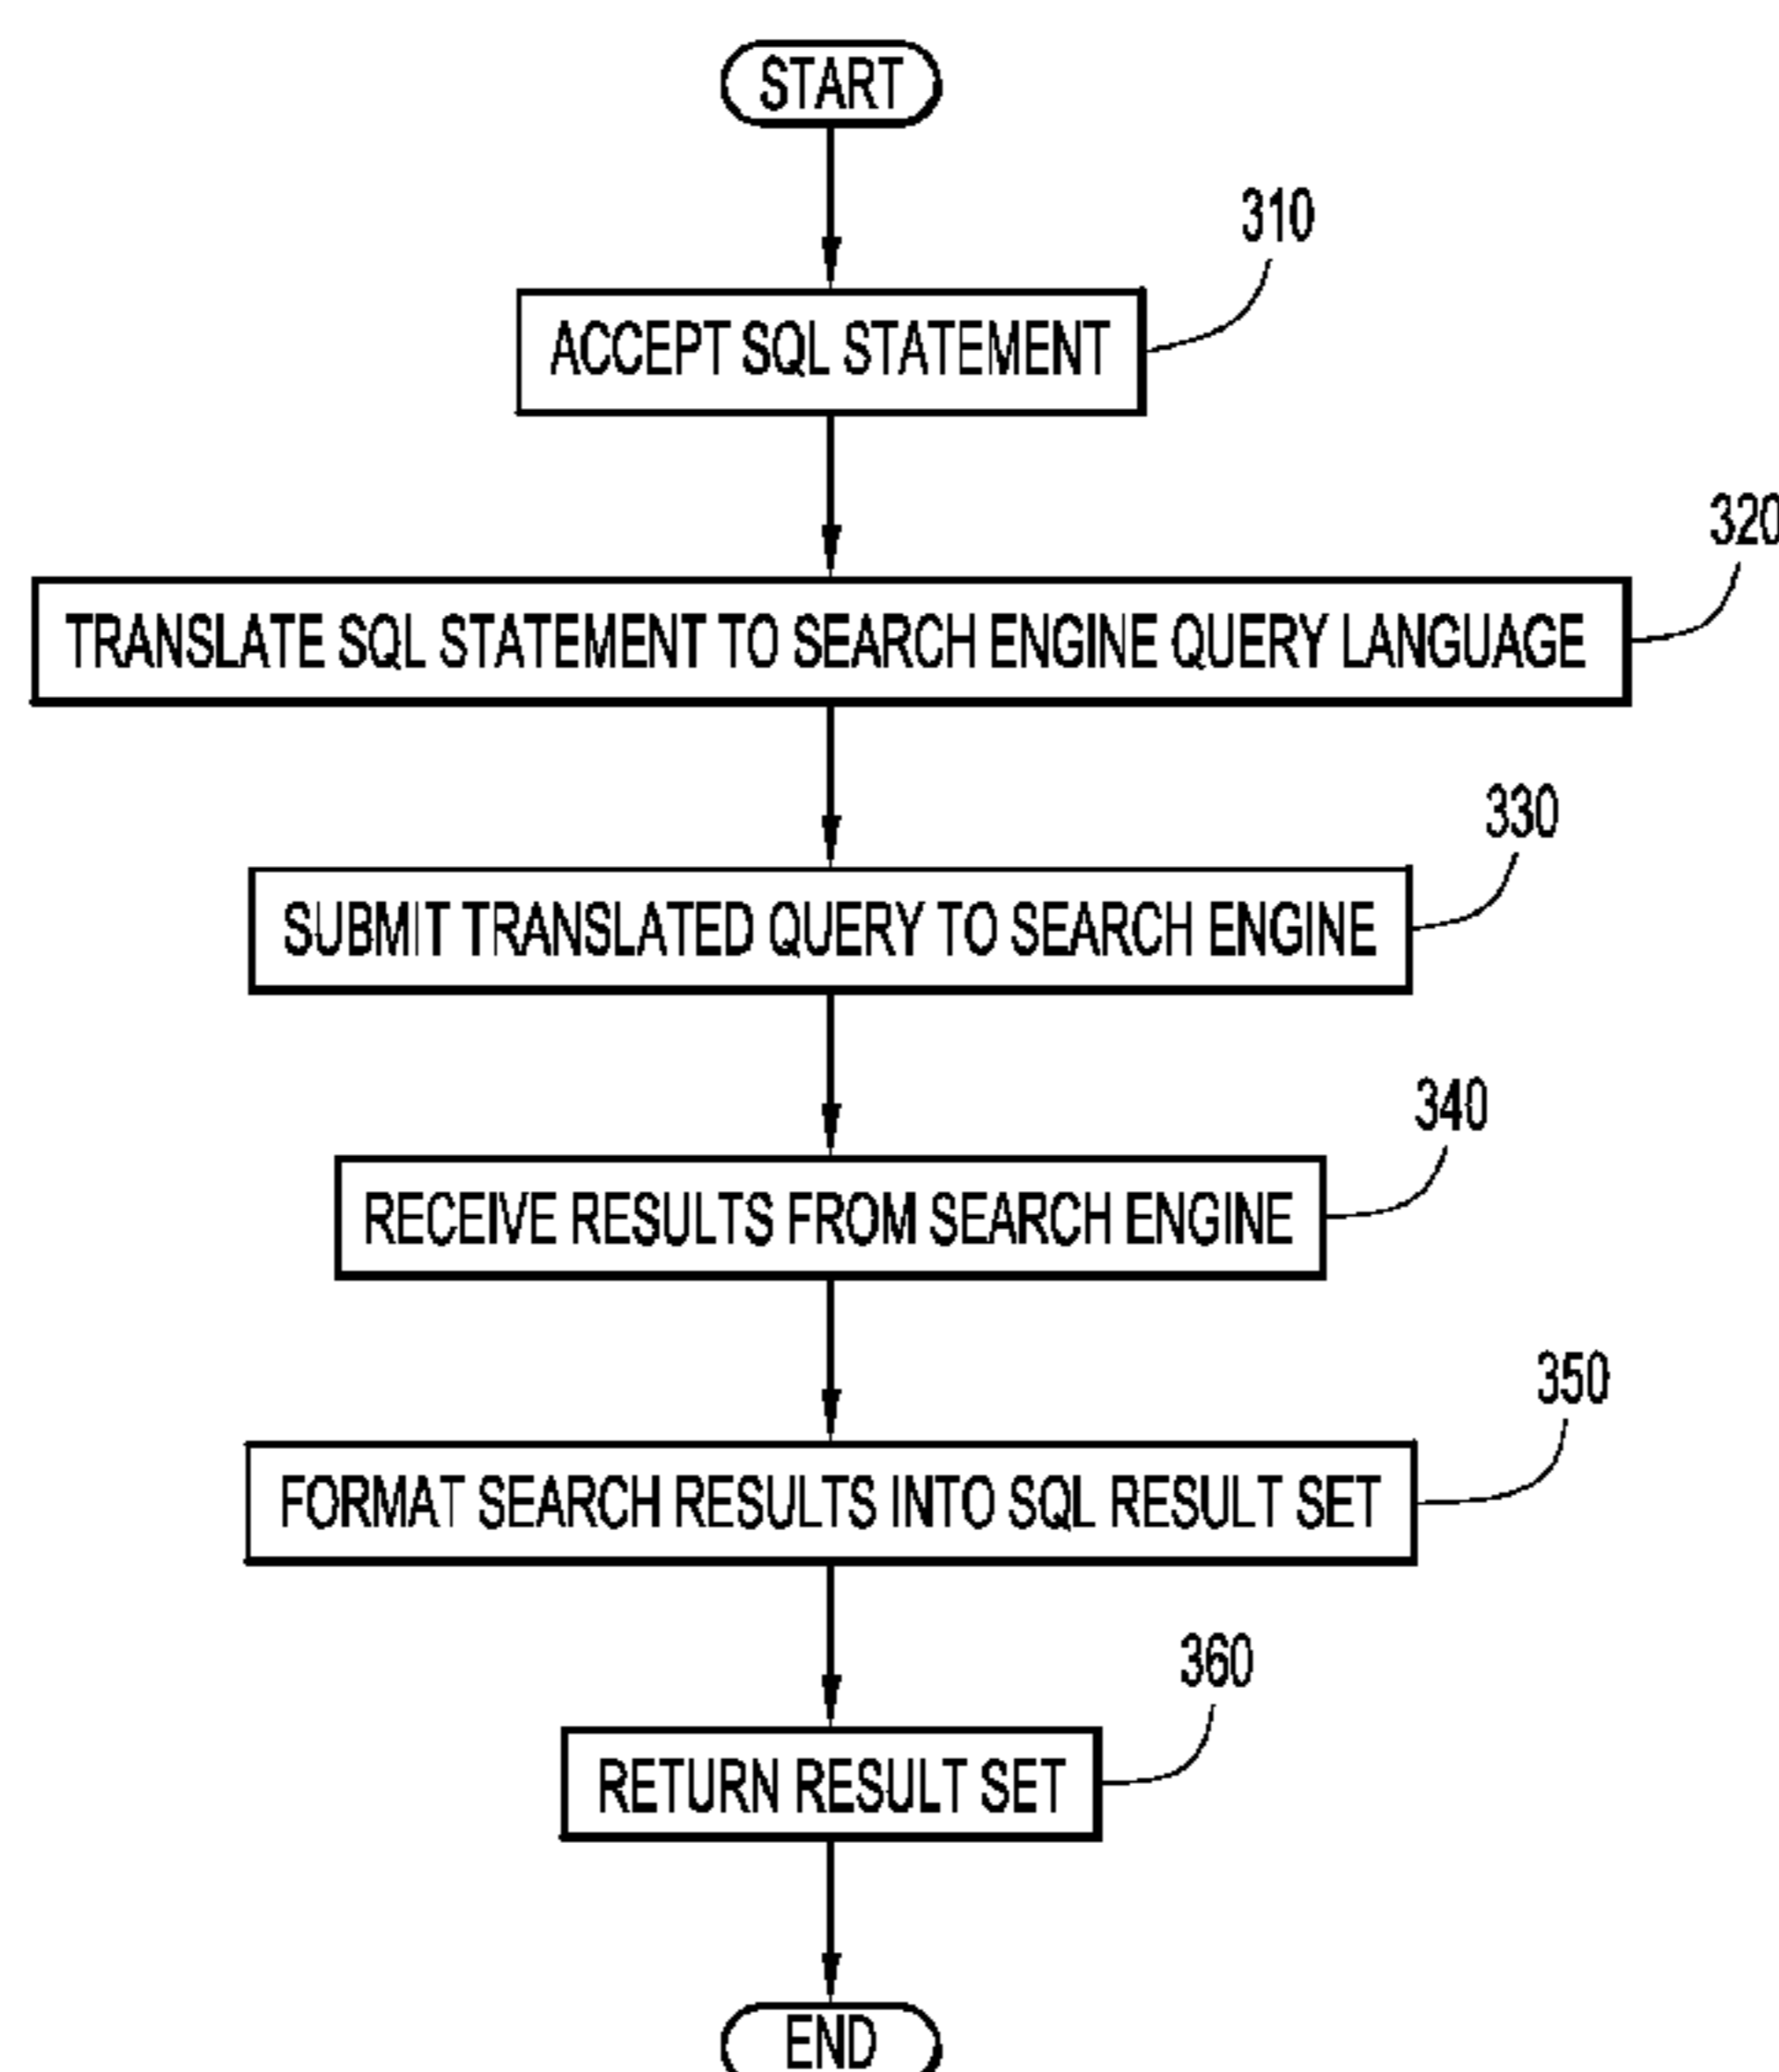 START
310
ACCEPT SQL STATEMENT
320
TRANSLATE SQL STATEMENT TO SEARCH ENGINE QUERY LANGUAGE
330
SUBMIT TRANSLATED QUERY TO SEARCH ENGINE
340
RECEIVE RESULTS FROM SEARCH ENGINE
350
FORMAT SEARCH RESULTS INTO SQL RESULT SET
360
RETURN RESULT SET
END